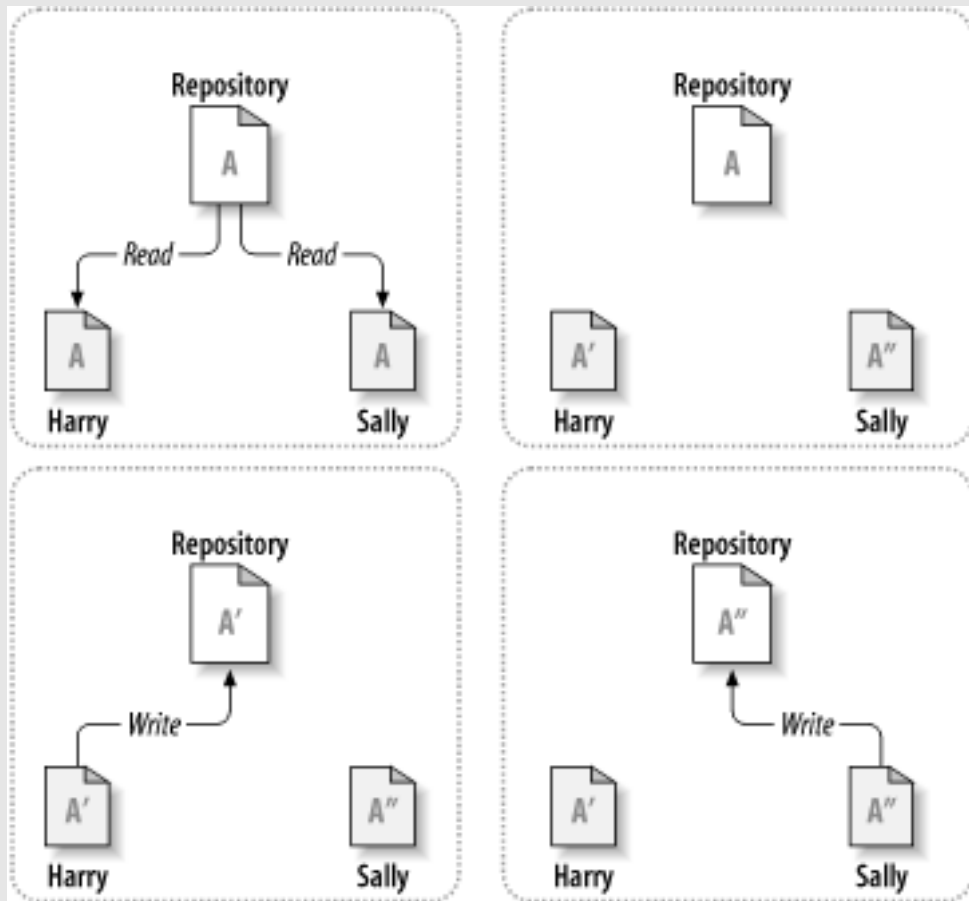 Repository
A
Read Read
A A
Harry Sally
Repository
A
A′ A″
Harry Sally
Repository
A′
Write
A′ A″
Harry Sally
Repository
A″
Write
A′ A″
Harry Sally